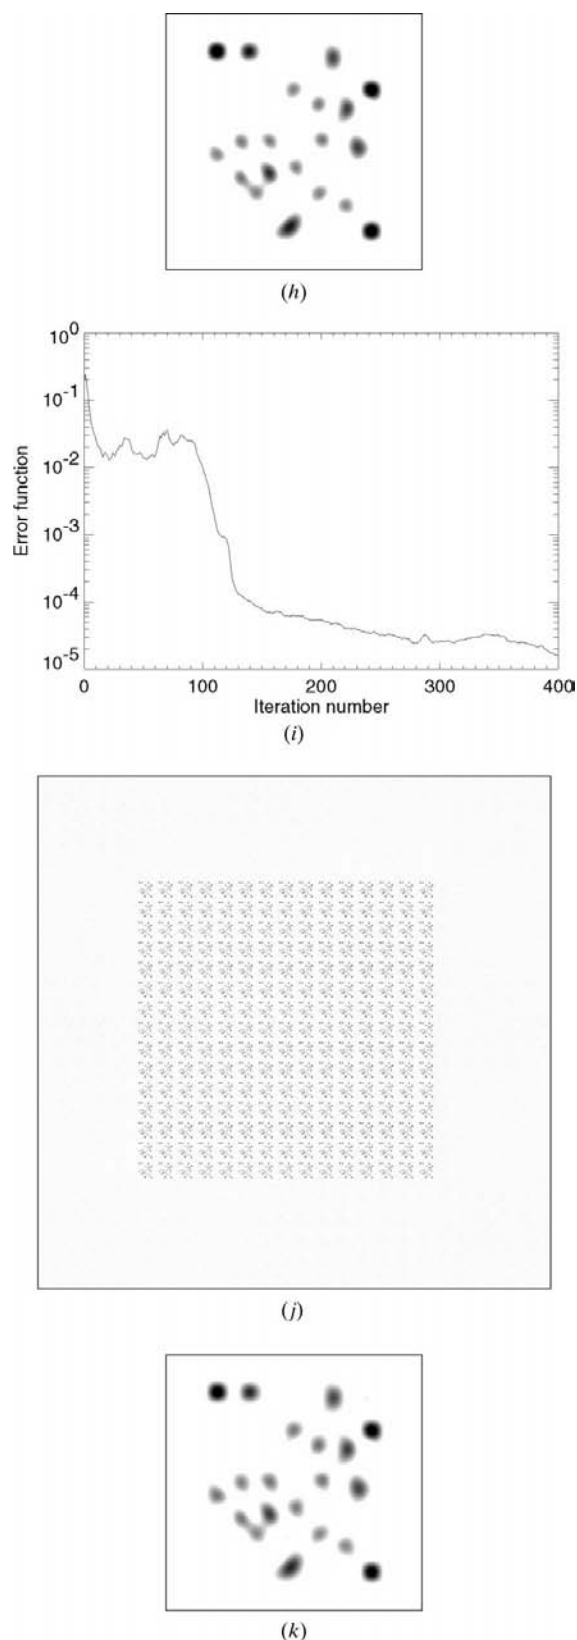 (h)
10^0
10^-1
10^-2
10^-3
10^-4
10^-5
Error function
0 100 200 300 400
Iteration number
(i)
(j)
(k)